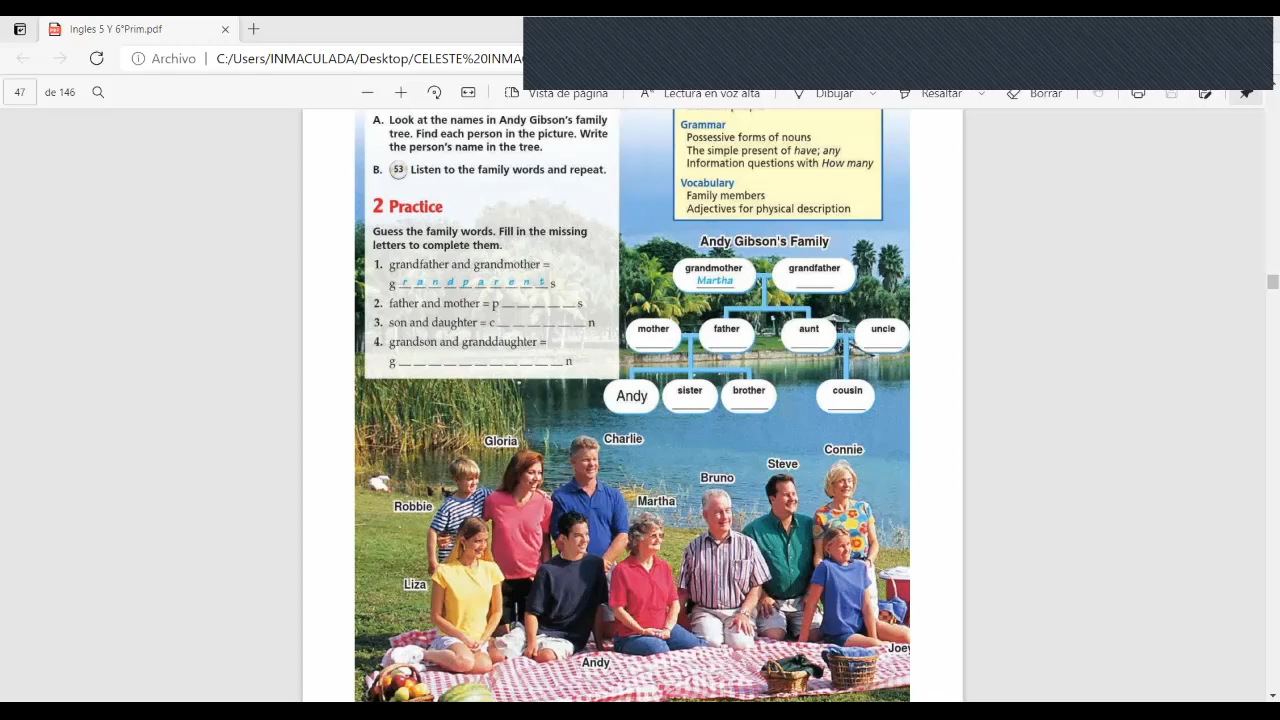 Ingles 5 Y 6°Prim.pdf
Archivo
C:/Users/INMACULADA/Desktop/CELESTE%20INMA
47 de 146
Vista de página
Lectura en voz alta
Dibujar
Resaltar
Borrar
A. Look at the names in Andy Gibson's family
tree. Find each person in the picture. Write
the person's name in the tree.
B. 53 Listen to the family words and repeat.
2 Practice
Guess the family words. Fill in the missing
letters to complete them.
1. grandfather and grandmother =
g r a n d p a r e n t s
2. father and mother = p _ _ _ _ _ s
3. son and daughter = c _ _ _ _ _ _ n
4. grandson and granddaughter =
g _ _ _ _ _ _ _ _ _ _ _ n
Grammar
Possessive forms of nouns
The simple present of have; any
Information questions with How many
Vocabulary
Family members
Adjectives for physical description
Andy Gibson's Family
grandmother
Martha
grandfather
mother
father
aunt
uncle
Andy
sister
brother
cousin
Gloria
Charlie
Connie
Steve
Bruno
Martha
Robbie
Liza
Andy
Joey